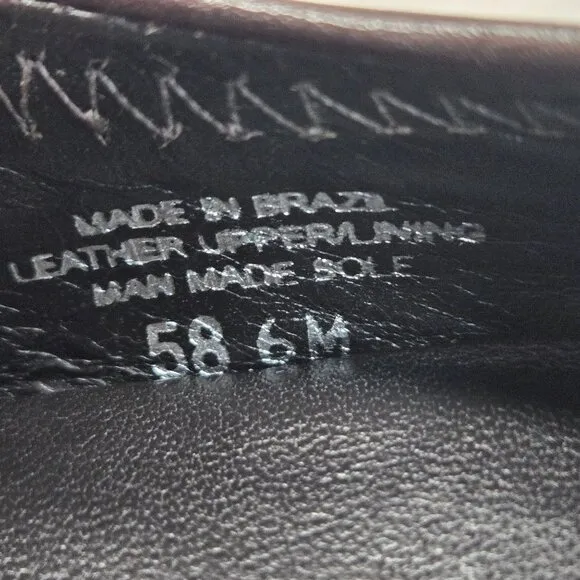 MADE IN BRAZIL
LEATHER UPPER/LINING
MAN MADE SOLE
58 6M